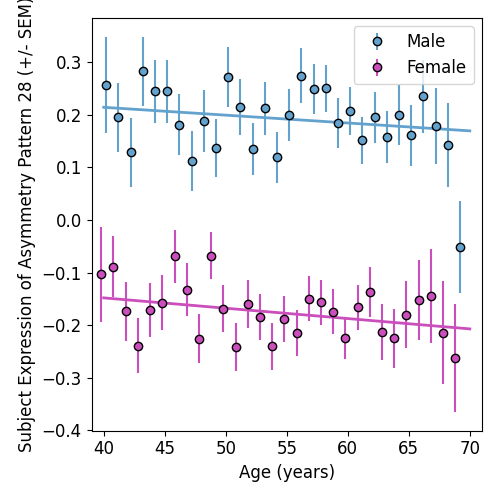 Male
Female
Subject Expression of Asymmetry Pattern 28 (+/- SEM)
0.3
0.2
0.1
0.0
−0.1
−0.2
−0.3
−0.4
40 45 50 55 60 65 70
Age (years)